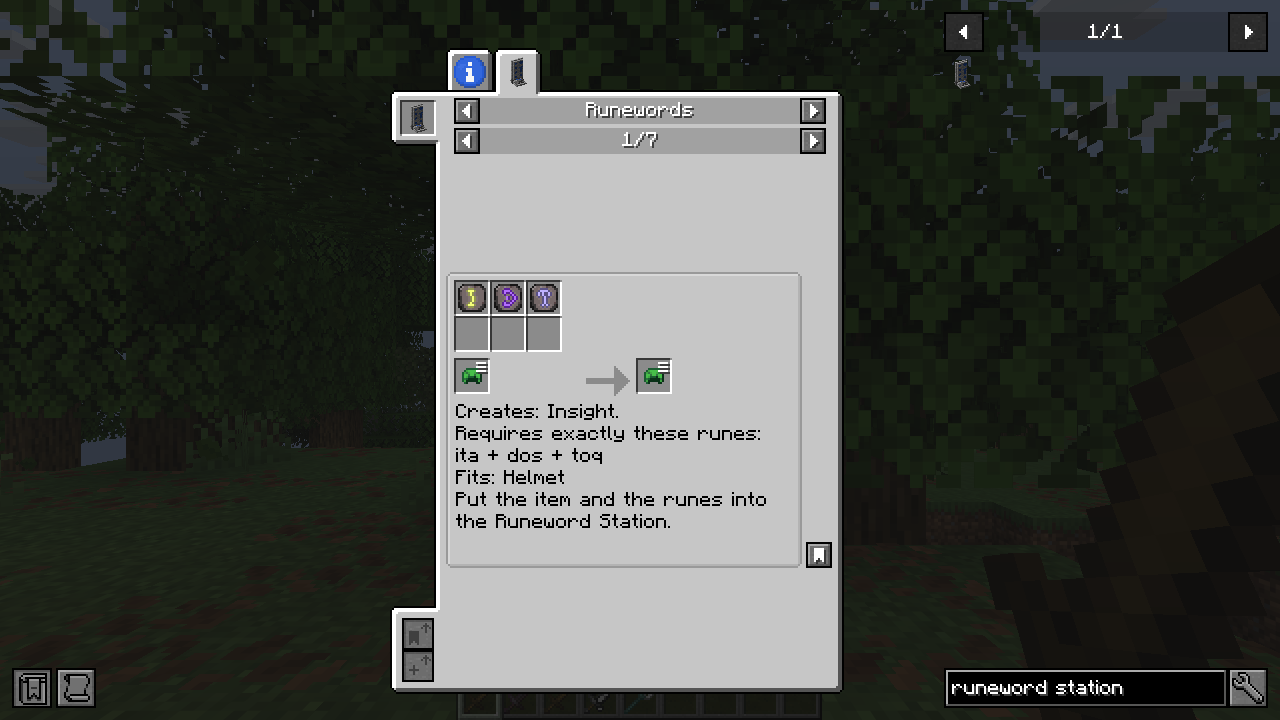 1/1
Runewords
1/7
Creates: Insight.
Requires exactly these runes:
ita + dos + toq
Fits: Helmet
Put the item and the runes into
the Runeword Station.
runeword station